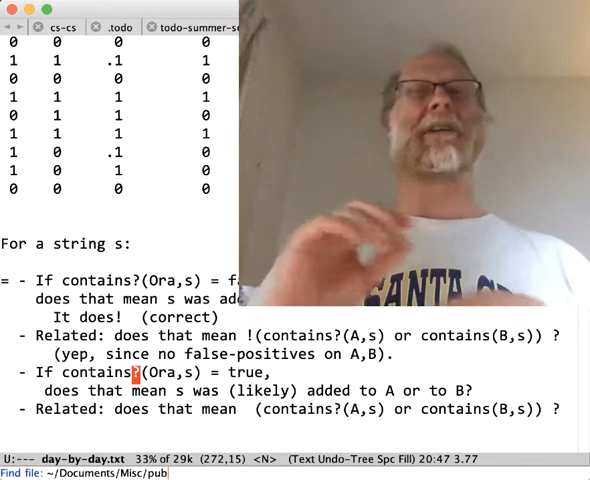 cs-cs .todo todo-summer-s
0 0 0 0
1 1 .1 1
0 0 0 0
1 1 1 1
0 1 1 0
1 1 1 1
1 0 .1 0
1 0 1 0
0 0 0 0
For a string s:
= - If contains?(Ora,s) = f
does that mean s was ad
It does! (correct)
- Related: does that mean !(contains?(A,s) or contains(B,s)) ?
(yep, since no false-positives on A,B).
- If contains?(Ora,s) = true,
does that mean s was (likely) added to A or to B?
- Related: does that mean (contains?(A,s) or contains(B,s)) ?
U:--- day-by-day.txt 33% of 29k (272,15) <N> (Text Undo-Tree Spc Fill) 20:47 3.77
Find file: ~/Documents/Misc/pub
SANTA C